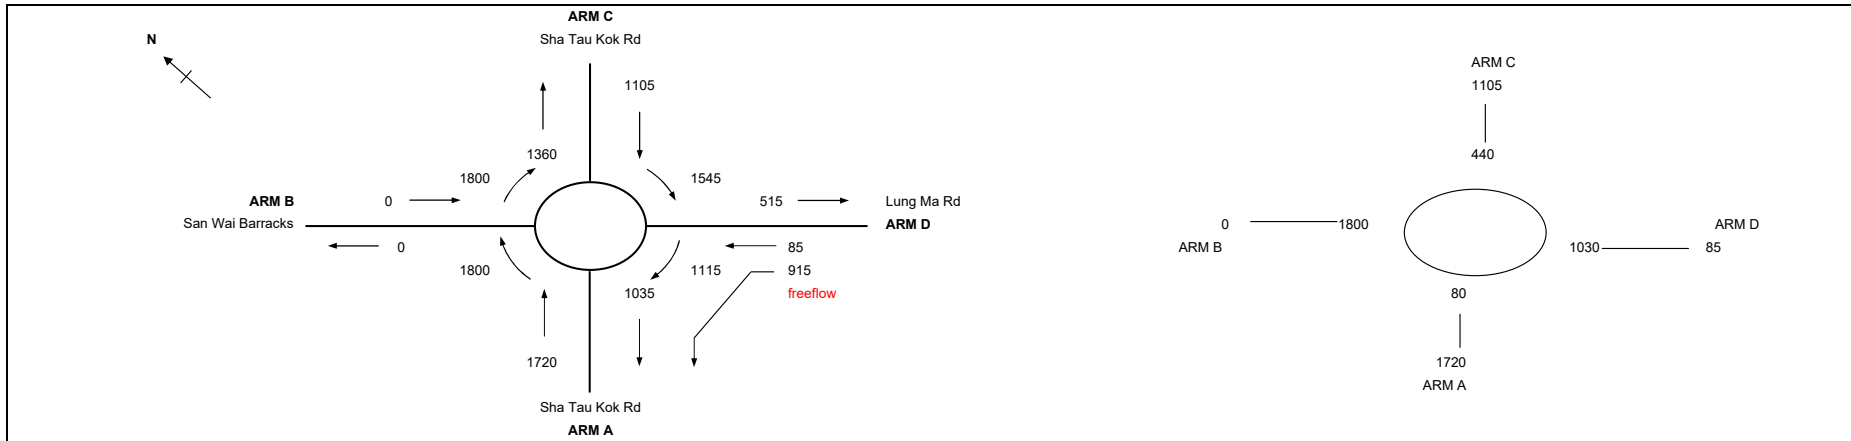 ARM C
Sha Tau Kok Rd
N
1105
1360
1800
1545
ARM B
0
515
Lung Ma Rd
San Wai Barracks
ARM D
0
85
1800
1115
915
1035
freeflow
1720
Sha Tau Kok Rd
ARM A
ARM C
1105
440
0
1800
ARM D
ARM B
1030
85
80
1720
ARM A